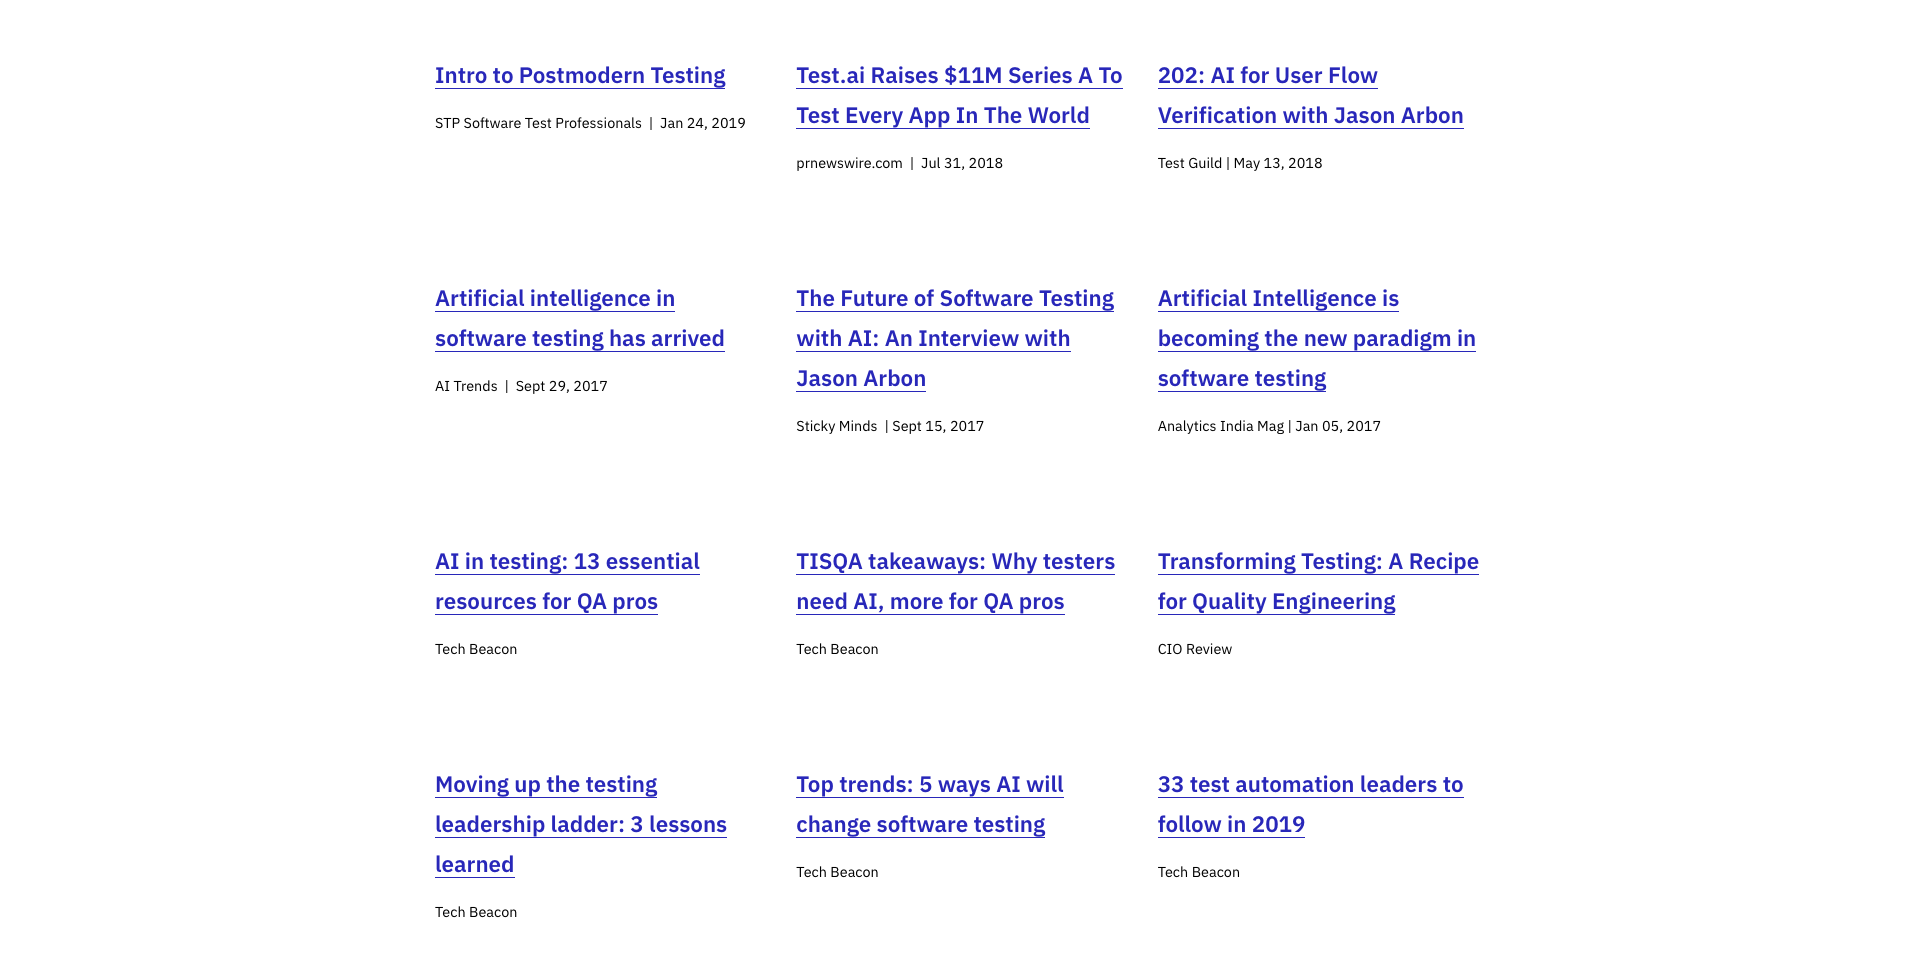 Intro to Postmodern Testing
STP Software Test Professionals | Jan 24, 2019
Test.ai Raises $11M Series A To
Test Every App In The World
prnewswire.com | Jul 31, 2018
202: AI for User Flow
Verification with Jason Arbon
Test Guild | May 13, 2018
Artificial intelligence in
software testing has arrived
AI Trends | Sept 29, 2017
The Future of Software Testing
with AI: An Interview with
Jason Arbon
Sticky Minds | Sept 15, 2017
Artificial Intelligence is
becoming the new paradigm in
software testing
Analytics India Mag | Jan 05, 2017
AI in testing: 13 essential
resources for QA pros
Tech Beacon
TISQA takeaways: Why testers
need AI, more for QA pros
Tech Beacon
Transforming Testing: A Recipe
for Quality Engineering
CIO Review
Moving up the testing
leadership ladder: 3 lessons
learned
Tech Beacon
Top trends: 5 ways AI will
change software testing
Tech Beacon
33 test automation leaders to
follow in 2019
Tech Beacon